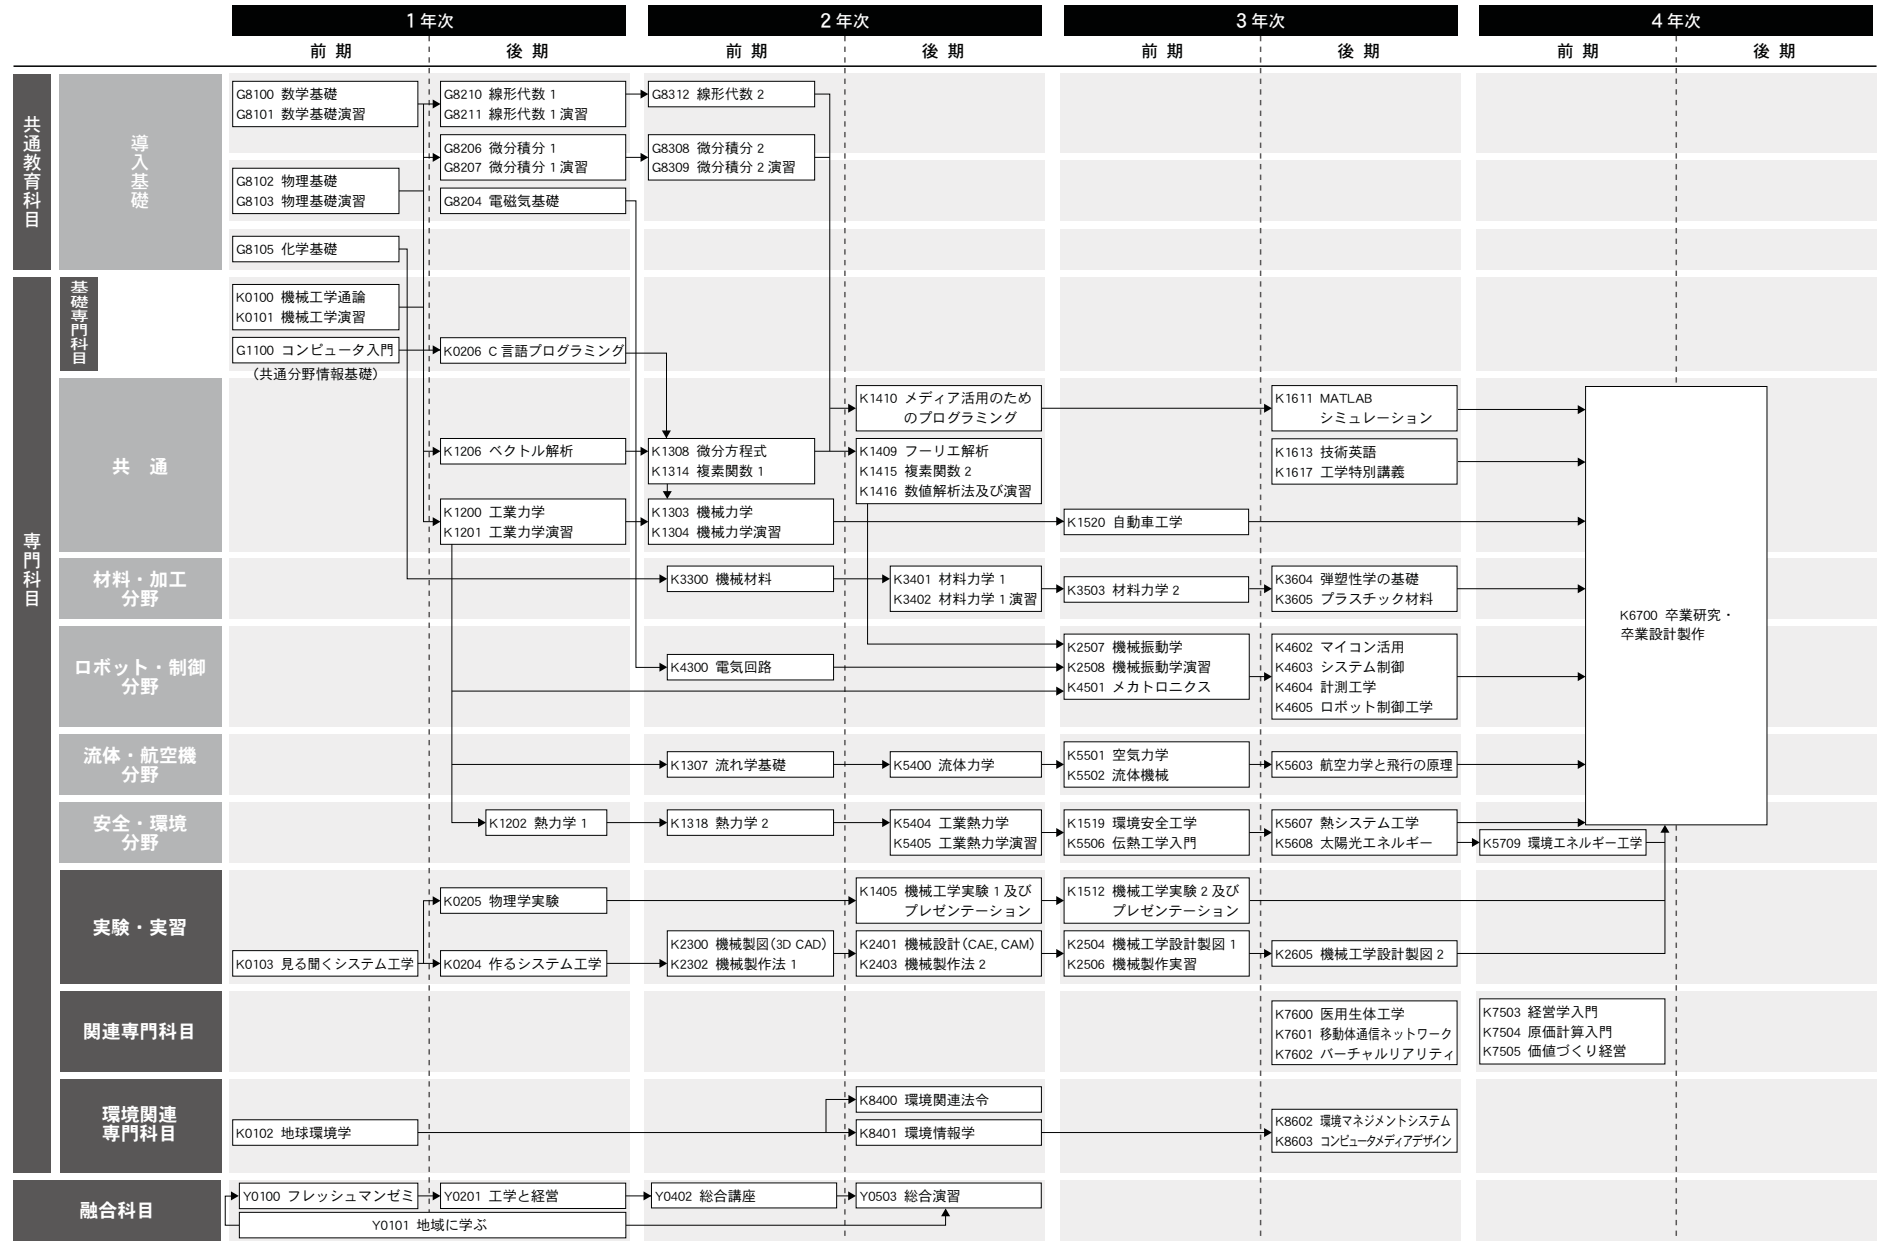 1 年次
2 年次
3 年次
4 年次
前 期
後 期
前 期
後 期
前 期
後 期
前 期
後 期
共通教育科目
導入基礎
G8100 数学基礎
G8101 数学基礎演習
G8210 線形代数 1
G8211 線形代数 1 演習
G8312 線形代数 2
G8206 微分積分 1
G8207 微分積分 1 演習
G8308 微分積分 2
G8309 微分積分 2 演習
G8102 物理基礎
G8103 物理基礎演習
G8204 電磁気基礎
G8105 化学基礎
専門科目
基礎専門科目
K0100 機械工学通論
K0101 機械工学演習
G1100 コンピュータ入門
(共通分野情報基礎)
K0206 C 言語プログラミング
共 通
K1410 メディア活用のため
のプログラミング
K1611 MATLAB
シミュレーション
K1206 ベクトル解析
K1308 微分方程式
K1314 複素関数 1
K1409 フーリエ解析
K1415 複素関数 2
K1416 数値解析法及び演習
K1613 技術英語
K1617 工学特別講義
K1200 工業力学
K1201 工業力学演習
K1303 機械力学
K1304 機械力学演習
K1520 自動車工学
K6700 卒業研究・
卒業設計製作
材料・加工
分野
K3300 機械材料
K3401 材料力学 1
K3402 材料力学 1 演習
K3503 材料力学 2
K3604 弾塑性学の基礎
K3605 プラスチック材料
ロボット・制御
分野
K4300 電気回路
K2507 機械振動学
K2508 機械振動学演習
K4501 メカトロニクス
K4602 マイコン活用
K4603 システム制御
K4604 計測工学
K4605 ロボット制御工学
流体・航空機
分野
K1307 流れ学基礎
K5400 流体力学
K5501 空気力学
K5502 流体機械
K5603 航空力学と飛行の原理
安全・環境
分野
K1202 熱力学 1
K1318 熱力学 2
K5404 工業熱力学
K5405 工業熱力学演習
K1519 環境安全工学
K5506 伝熱工学入門
K5607 熱システム工学
K5608 太陽光エネルギー
K5709 環境エネルギー工学
実験・実習
K0205 物理学実験
K1405 機械工学実験 1 及び
プレゼンテーション
K1512 機械工学実験 2 及び
プレゼンテーション
K0103 見る聞くシステム工学
K0204 作るシステム工学
K2300 機械製図(3D CAD)
K2302 機械製作法 1
K2401 機械設計(CAE, CAM)
K2403 機械製作法 2
K2504 機械工学設計製図 1
K2506 機械製作実習
K2605 機械工学設計製図 2
関連専門科目
K7600 医用生体工学
K7601 移動体通信ネットワーク
K7602 バーチャルリアリティ
K7503 経営学入門
K7504 原価計算入門
K7505 価値づくり経営
環境関連
専門科目
K0102 地球環境学
K8400 環境関連法令
K8401 環境情報学
K8602 環境マネジメントシステム
K8603 コンピュータメディアデザイン
融合科目
Y0100 フレッシュマンゼミ
Y0201 工学と経営
Y0402 総合講座
Y0503 総合演習
Y0101 地域に学ぶ